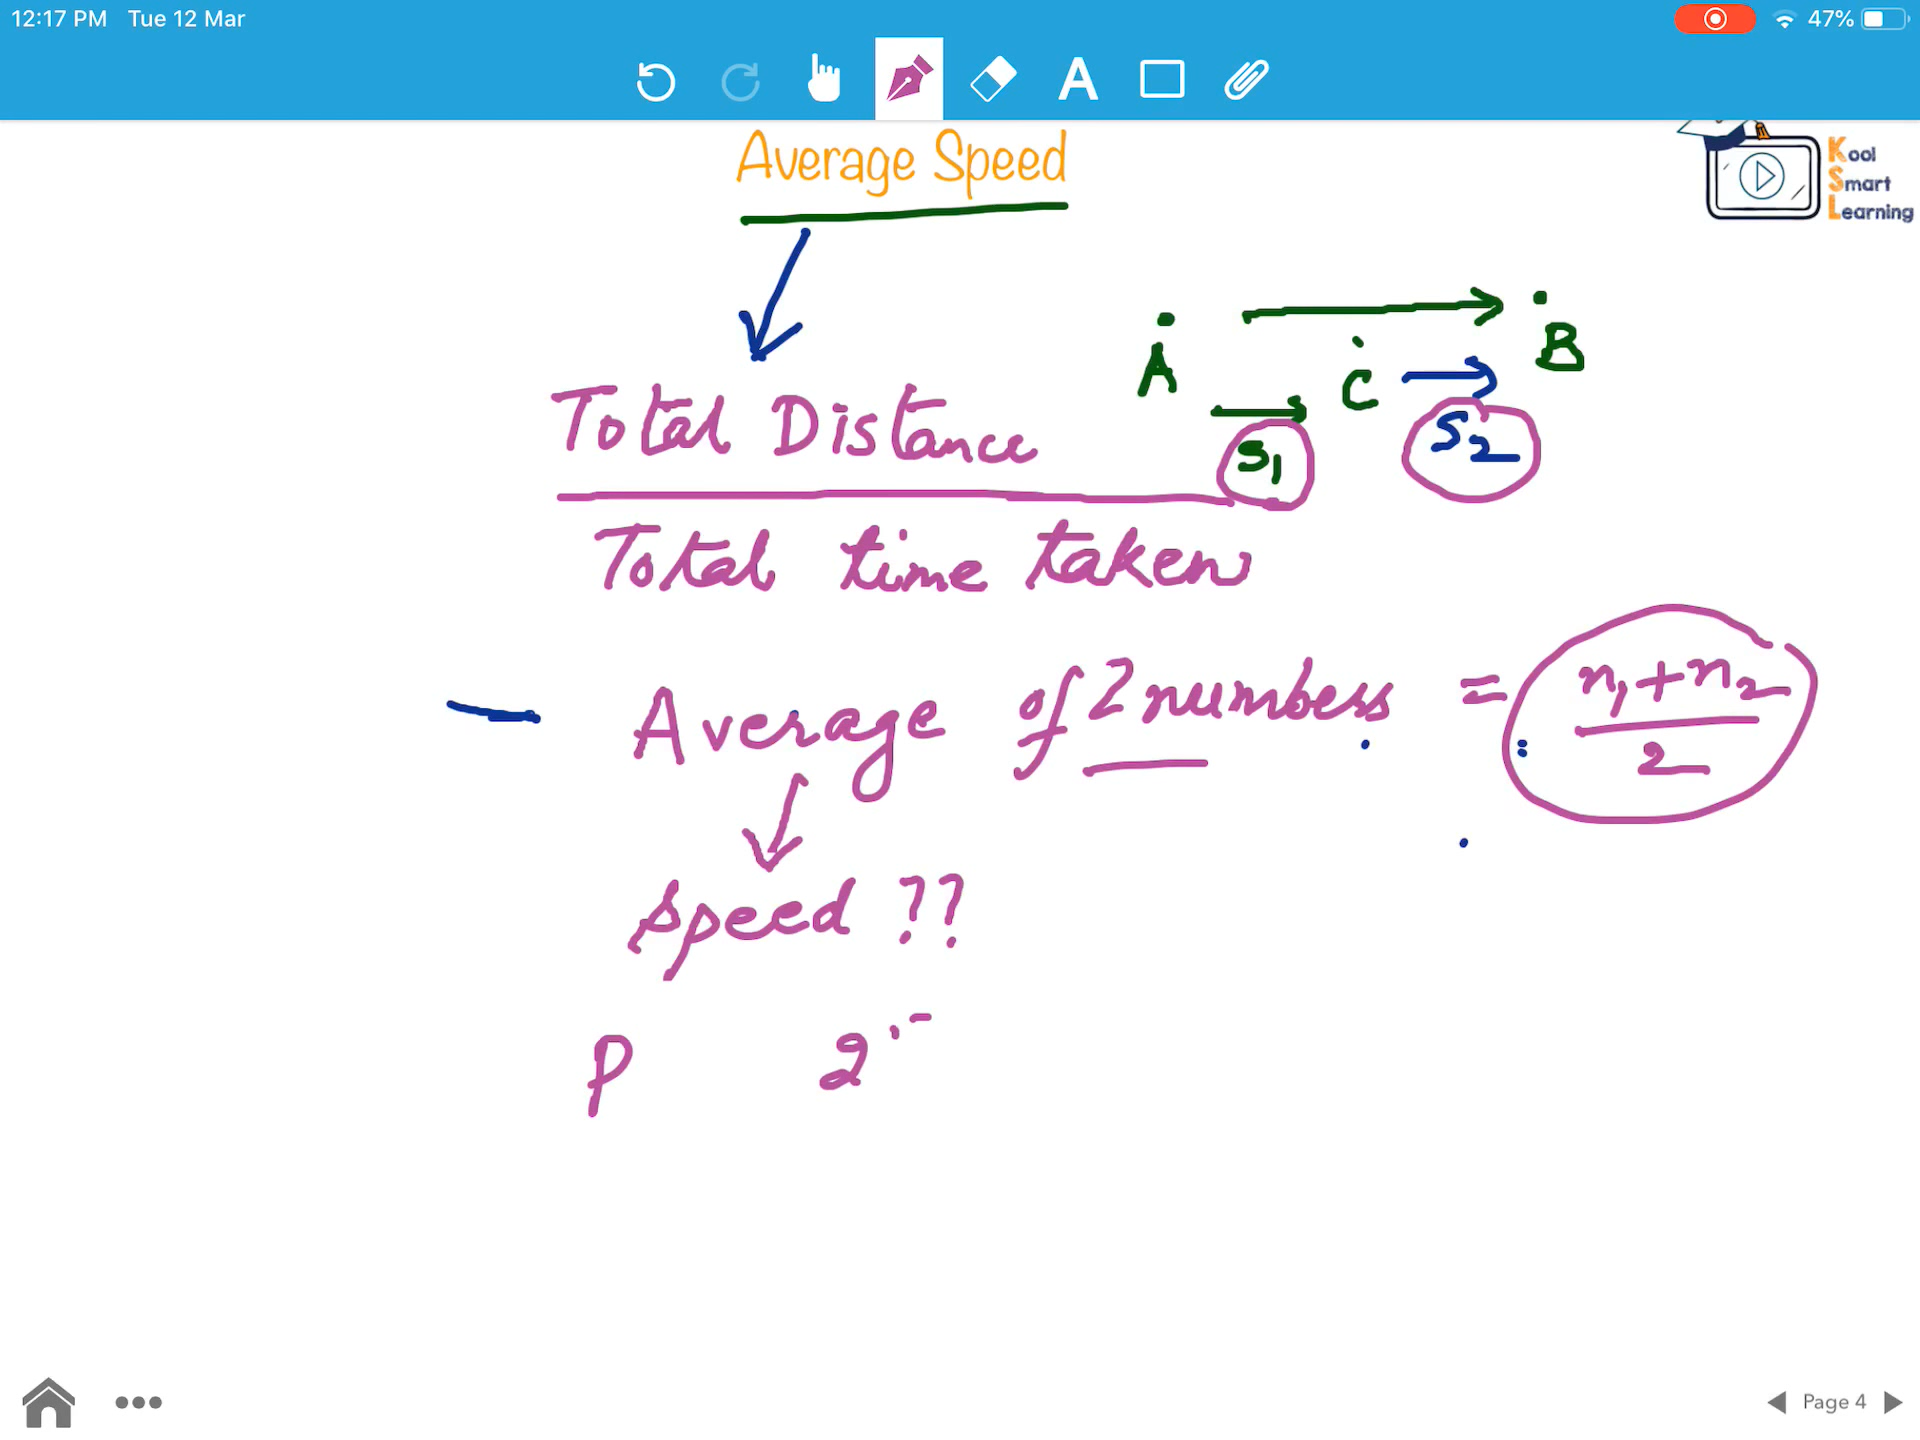 12:17 PM Tue 12 Mar 47%
A
Average Speed
Kool
Smart
Learning
A B
C
Total Distance S1 S2
Total time taken
Average of 2 numbers = n1+n2
2
Speed ??
P 2
Page 4